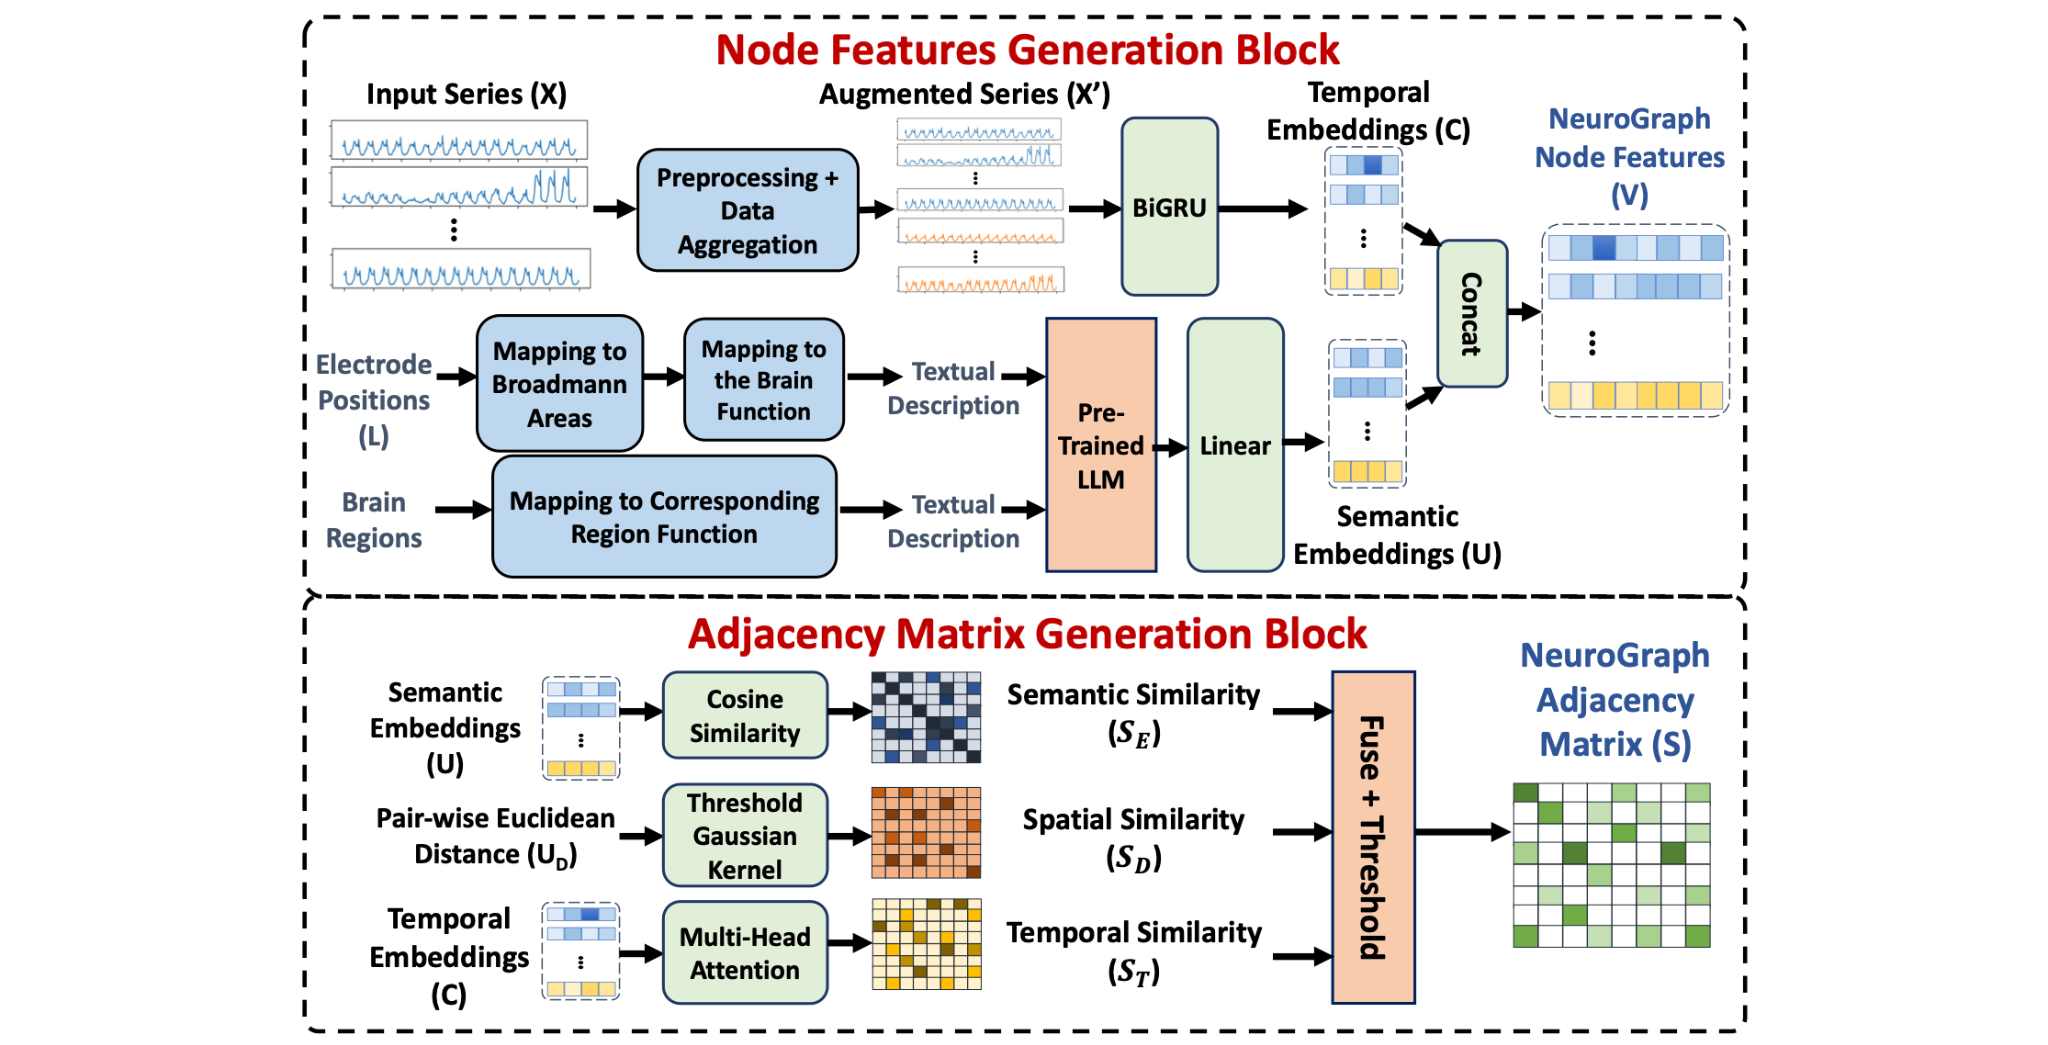 Node Features Generation Block
Input Series (X)
Augmented Series (X’)
Temporal
Embeddings (C)
NeuroGraph
Node Features
(V)
Preprocessing +
Data
Aggregation
BiGRU
Concat
Electrode
Positions
(L)
Mapping to
Broadmann
Areas
Mapping to
the Brain
Function
Textual
Description
Pre-
Trained
LLM
Linear
Brain
Regions
Mapping to Corresponding
Region Function
Textual
Description
Semantic
Embeddings (U)
Adjacency Matrix Generation Block
Semantic
Embeddings
(U)
Cosine
Similarity
Semantic Similarity
(S_E)
Pair-wise Euclidean
Distance (U_D)
Threshold
Gaussian
Kernel
Spatial Similarity
(S_D)
Temporal
Embeddings
(C)
Multi-Head
Attention
Temporal Similarity
(S_T)
Fuse + Threshold
NeuroGraph
Adjacency
Matrix (S)